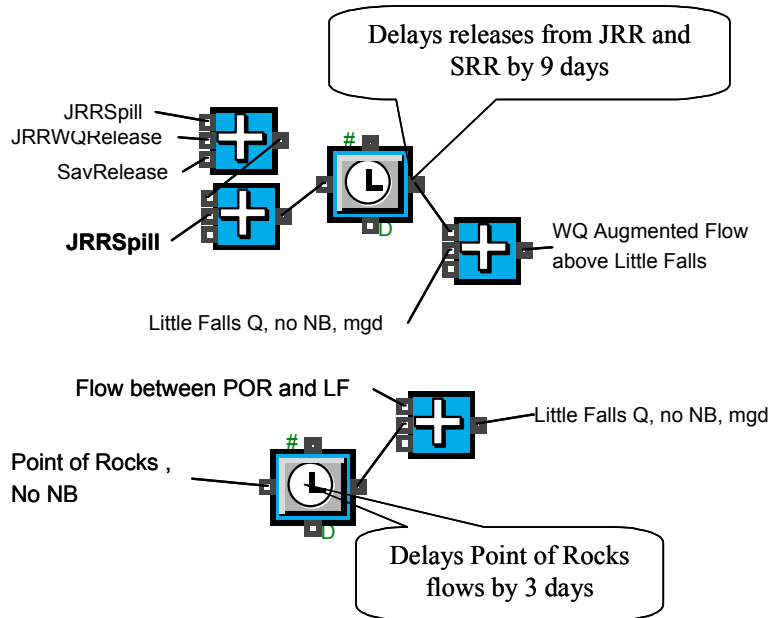 Delays releases from JRR and
SRR by 9 days
JRRSpill
JRRWQRelease
SavRelease
#
D
JRRSpill
WQ Augmented Flow
above Little Falls
Little Falls Q, no NB, mgd
Flow between POR and LF
Little Falls Q, no NB, mgd
#
Point of Rocks ,
No NB
D
Delays Point of Rocks
flows by 3 days